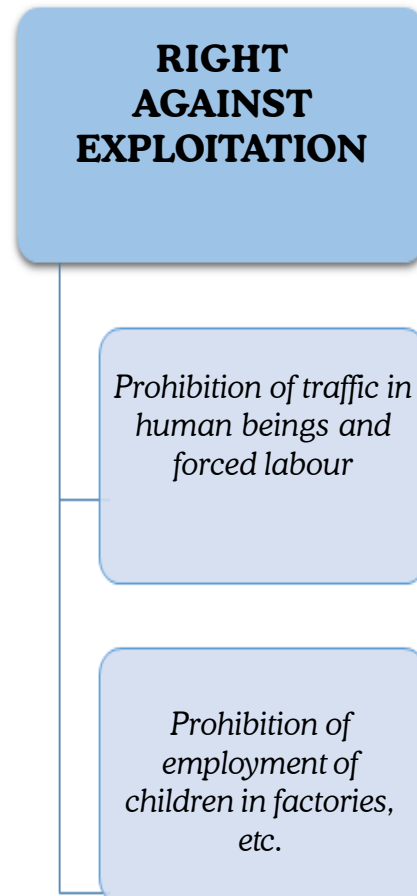 RIGHT
AGAINST
EXPLOITATION
Prohibition of traffic in
human beings and
forced labour
Prohibition of
employment of
children in factories,
etc.